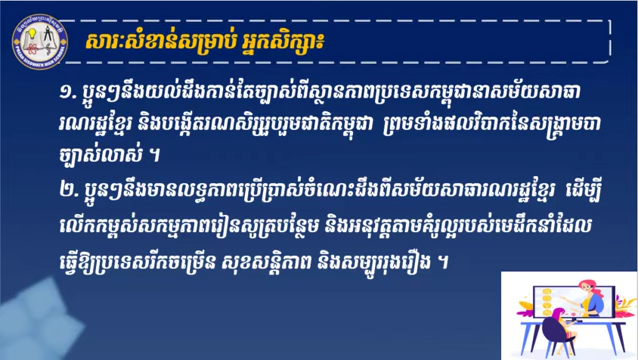 សារៈសំខាន់សម្រាប់ អ្នកសិក្សា៖
១. ប្អូនៗនឹងយល់ដឹងកាន់តែច្បាស់ពីស្ថានភាពប្រទេសកម្ពុជានាសម័យសាធា
រណរដ្ឋខ្មែរ និងបង្កើតរណសិរ្សរួបរួមជាតិកម្ពុជា ព្រមទាំងផលវិបាកនៃសង្គ្រាមបា
ច្បាស់លាស់ ។
២. ប្អូនៗនឹងមានលទ្ធភាពប្រើប្រាស់ចំណេះដឹងពីសម័យសាធារណរដ្ឋខ្មែរ ដើម្បី
លើកកម្ពស់សកម្មភាពរៀនសូត្របន្ថែម និងអនុវត្តតាមគំរូល្អរបស់មេដឹកនាំដែល
ធ្វើឱ្យប្រទេសរីកចម្រើន សុខសន្តិភាព និងសម្បូររុងរឿង ។